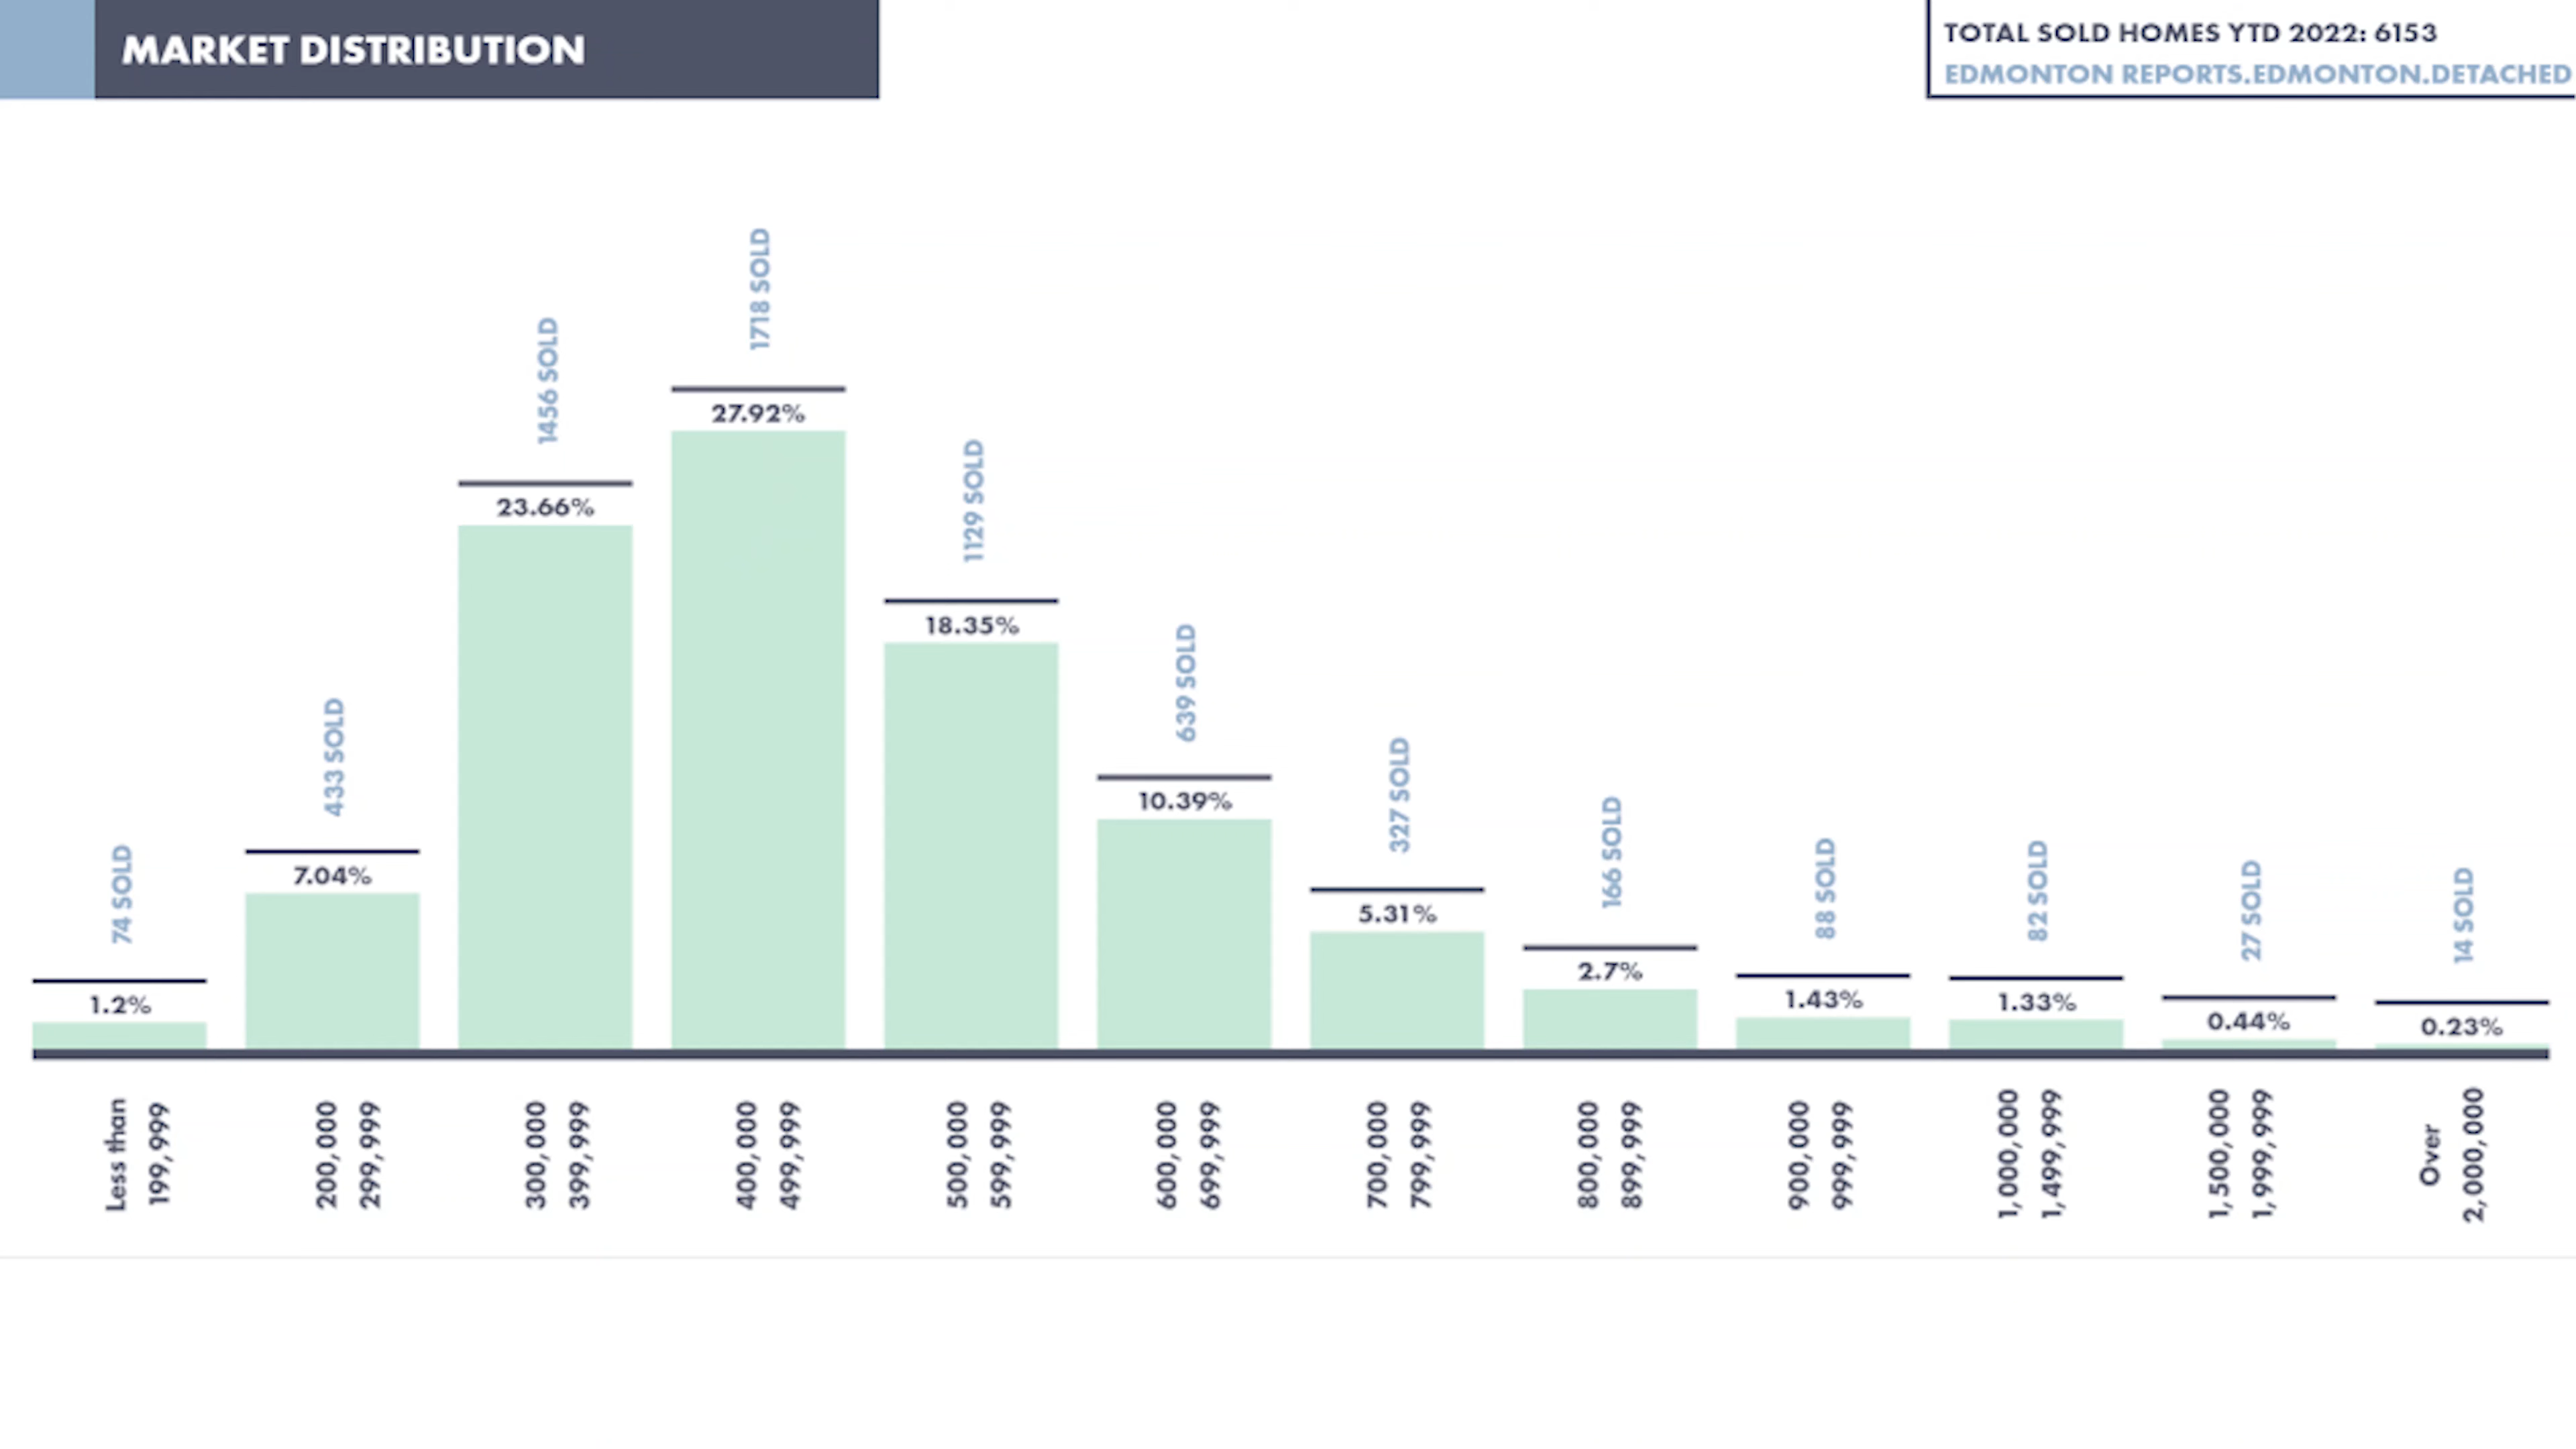 MARKET DISTRIBUTION
TOTAL SOLD HOMES YTD 2022: 6153
EDMONTON REPORTS.EDMONTON.DETACHED
74 SOLD
433 SOLD
1456 SOLD
1718 SOLD
1129 SOLD
639 SOLD
327 SOLD
166 SOLD
88 SOLD
82 SOLD
27 SOLD
14 SOLD
1.2%
7.04%
23.66%
27.92%
18.35%
10.39%
5.31%
2.7%
1.43%
1.33%
0.44%
0.23%
Less than
199,999
200,000
299,999
300,000
399,999
400,000
499,999
500,000
599,999
600,000
699,999
700,000
799,999
800,000
899,999
900,000
999,999
1,000,000
1,499,999
1,500,000
1,999,999
Over
2,000,000